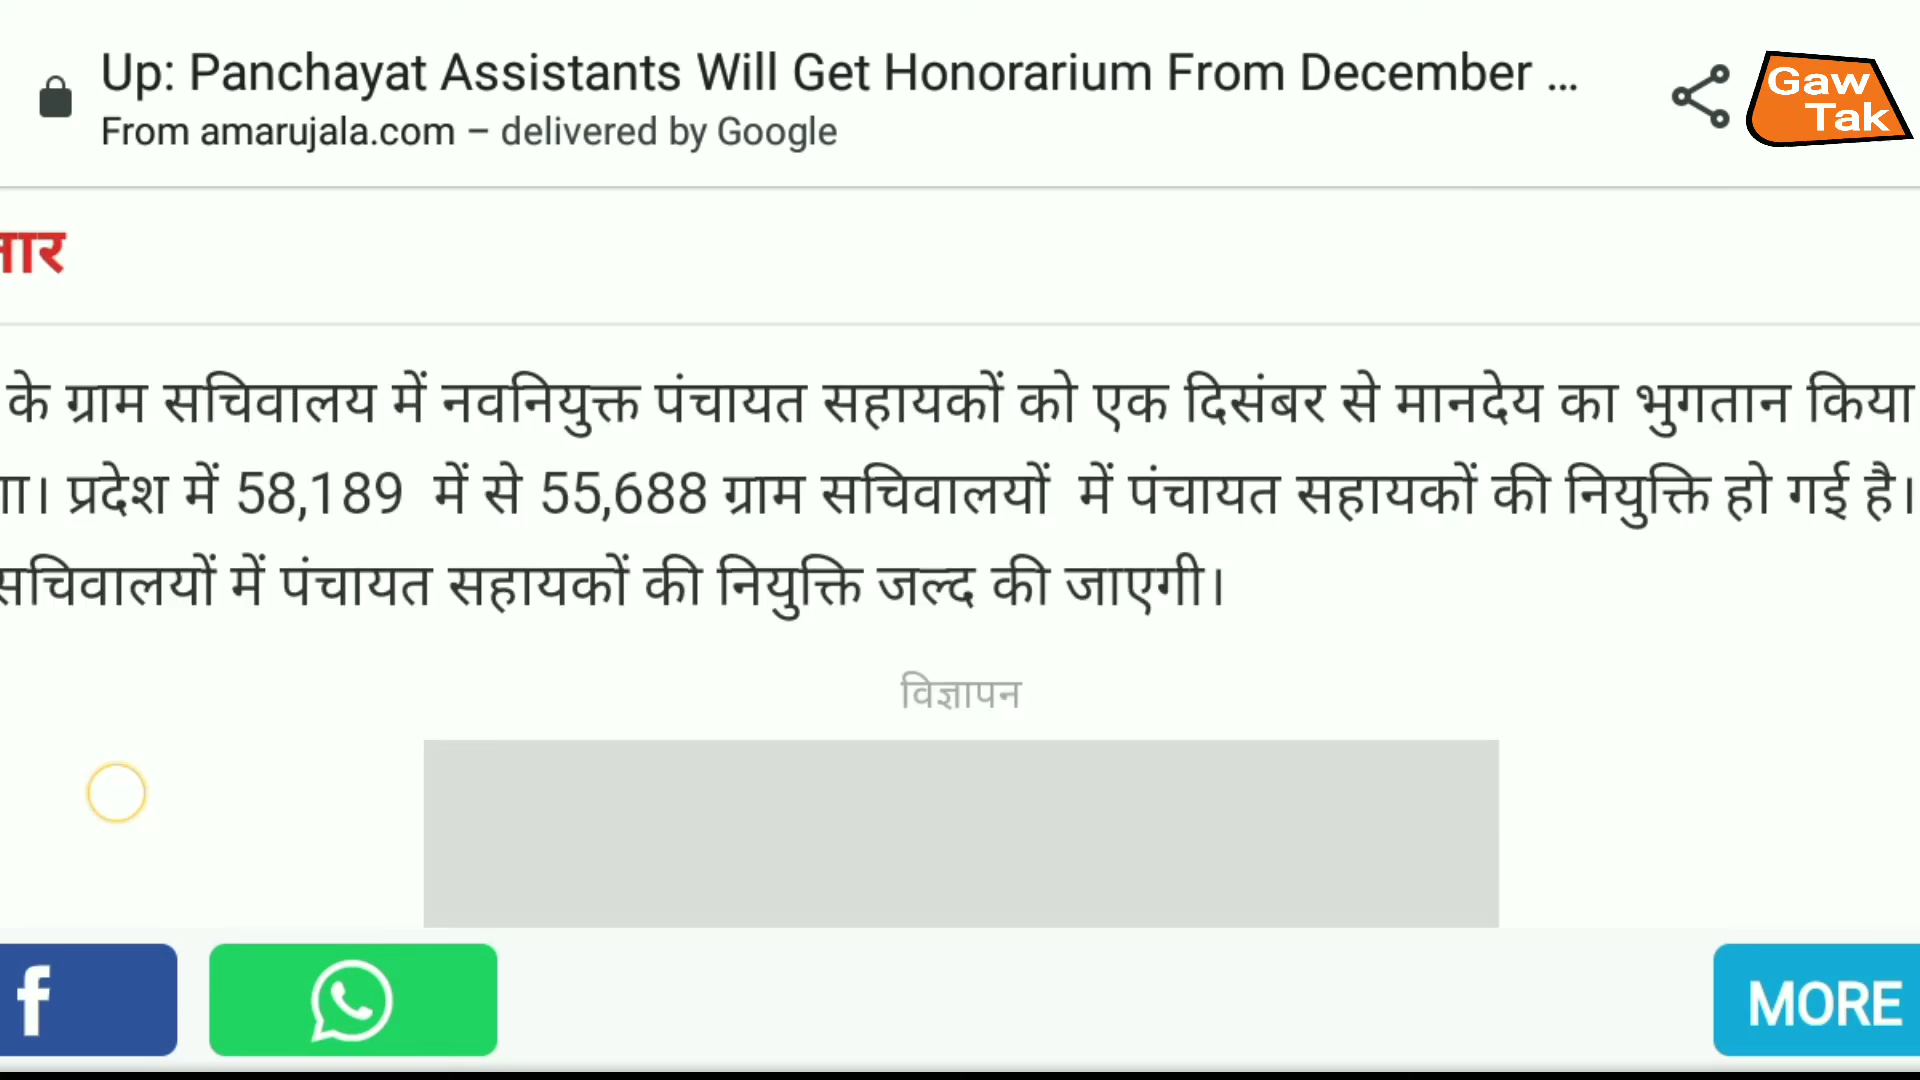 Up: Panchayat Assistants Will Get Honorarium From December ...
From amarujala.com – delivered by Google
Gaw
Tak
के ग्राम सचिवालय में नवनियुक्त पंचायत सहायकों को एक दिसंबर से मानदेय का भुगतान किया
। प्रदेश में 58,189 में से 55,688 ग्राम सचिवालयों में पंचायत सहायकों की नियुक्ति हो गई है।
सचिवालयों में पंचायत सहायकों की नियुक्ति जल्द की जाएगी।
विज्ञापन
f
MORE